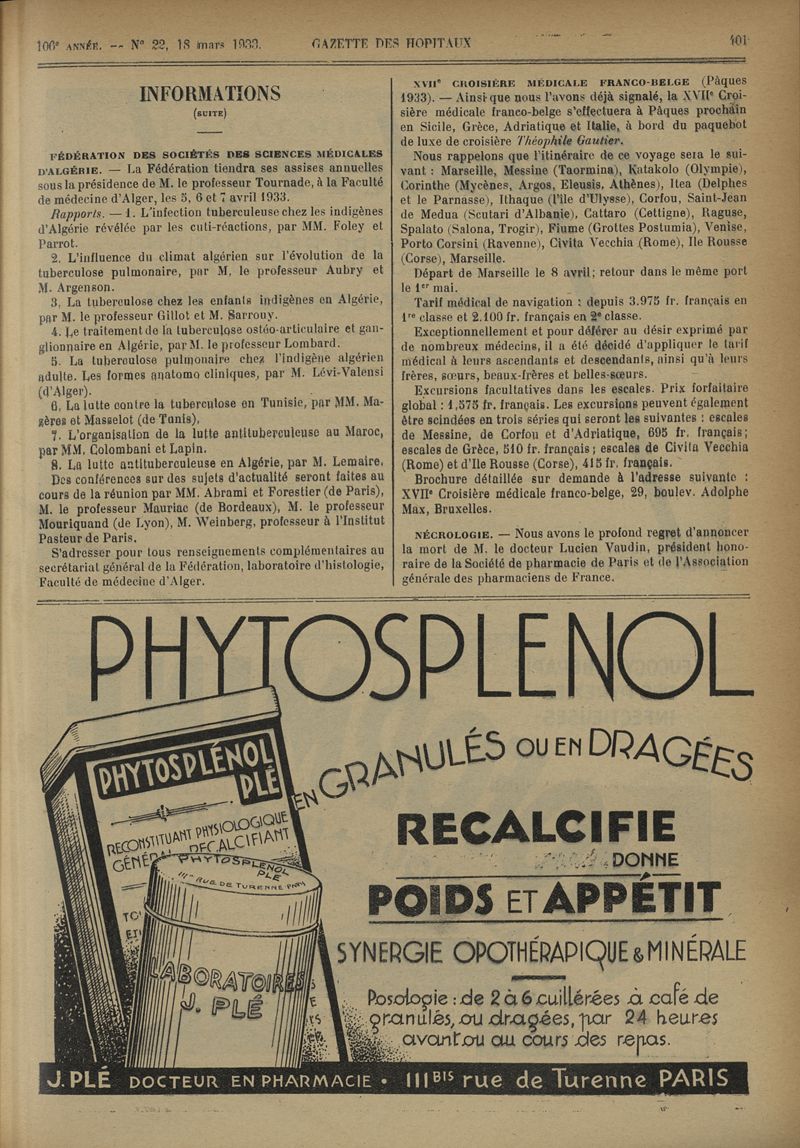 106e ANNÉE. — N° 22, 18 mars 1933. GAZETTE DES HOPITAUX 401
INFORMATIONS
(SUITE)
FÉDÉRATION DES SOCIÉTÉS DES SCIENCES MÉDICALES
D'ALGÉRIE. — La Fédération tiendra ses assises annuelles
sous la présidence de M. le professeur Tournade, à la Faculté
de médecine d'Alger, les 5, 6 et 7 avril 1933.
Rapports. — 1. L'infection tuberculeuse chez les indigènes
d'Algérie révélée par les cuti-réactions, par MM. Foley et
Parrot.
2. L'influence du climat algérien sur l'évolution de la
tuberculose pulmonaire, par M. le professeur Aubry et
M. Argenson.
3. La tuberculose chez les enfants indigènes en Algérie,
par M. le professeur Gillot et M. Sarrouy.
4. Le traitement de la tuberculose ostéo-articulaire et gan-
glionnaire en Algérie, par M. le professeur Lombard.
5. La tuberculose pulmonaire chez l'indigène algérien
adulte. Les formes anatomo cliniques, par M. Lévi-Valensi
(d'Alger).
6. La lutte contre la tuberculose en Tunisie, par MM. Ma-
gères et Masselot (de Tunis).
7. L'organisation de la lutte antituberculeuse au Maroc,
par MM. Colombani et Lapin.
8. La lutte antituberculeuse en Algérie, par M. Lemaire.
Des conférences sur des sujets d'actualité seront faites au
cours de la réunion par MM. Abrami et Forestier (de Paris),
M. le professeur Mauriac (de Bordeaux), M. le professeur
Mouriquand (de Lyon), M. Weinberg, professeur à l'Institut
Pasteur de Paris.
S'adresser pour tous renseignements complémentaires au
secrétariat général de la Fédération, laboratoire d'histologie,
Faculté de médecine d'Alger.
XVIIe CROISIÈRE MÉDICALE FRANCO-BELGE (Pâques
1933). — Ainsi que nous l'avons déjà signalé, la XVIIe Croi-
sière médicale franco-belge s'effectuera à Pâques prochain
en Sicile, Grèce, Adriatique et Italie, à bord du paquebot
de luxe de croisière Théophile Gautier.
Nous rappelons que l'itinéraire de ce voyage sera le sui-
vant : Marseille, Messine (Taormina), Katakolo (Olympie),
Corinthe (Mycènes, Argos, Eleusis, Athènes), Itea (Delphes
et le Parnasse), Ithaque (l'île d'Ulysse), Corfou, Saint-Jean
de Medua (Scutari d'Albanie), Cattaro (Cettigne), Raguse,
Spalato (Salona, Trogir), Fiume (Grottes Postumia), Venise,
Porto Corsini (Ravenne), Civita Vecchia (Rome), Ile Rousse
(Corse), Marseille.
Départ de Marseille le 8 avril; retour dans le même port
le 1er mai.
Tarif médical de navigation : depuis 3.975 fr. français en
1re classe et 2.100 fr. français en 2e classe.
Exceptionnellement et pour déférer au désir exprimé par
de nombreux médecins, il a été décidé d'appliquer le tarif
médical à leurs ascendants et descendants, ainsi qu'à leurs
frères, sœurs, beaux-frères et belles-sœurs.
Excursions facultatives dans les escales. Prix forfaitaire
global : 1,575 fr. français. Les excursions peuvent également
être scindées en trois séries qui seront les suivantes : escales
de Messine, de Corfou et d'Adriatique, 695 fr. français;
escales de Grèce, 510 fr. français; escales de Civita Vecchia
(Rome) et d'Ile Rousse (Corse), 415 fr. français.
Brochure détaillée sur demande à l'adresse suivante :
XVIIe Croisière médicale franco-belge, 29, boulev. Adolphe
Max, Bruxelles.
NÉCROLOGIE. — Nous avons le profond regret d'annoncer
la mort de M. le docteur Lucien Vaudin, président hono-
raire de la Société de pharmacie de Paris et de l'Association
générale des pharmaciens de France.
PHYTOSPLENOL
EN GRANULÉS OU EN DRAGÉES
RECALCIFIE
DONNE
POIDS ET APPÉTIT
SYNERGIE OPOTHÉRAPIQUE & MINÉRALE
Posologie : de 2 à 6 cuillérées à café de
granulés, ou dragées, par 24 heures
avant ou au cours des repas.
PHYTOSPLÉNOL
PLÉ
RECONSTITUANT PHYSIOLOGIQUE
GÉNÉRAL RECALCIFIANT
PHYTOSPLENOL
PLÉ
RUE DE TURENNE PARIS
LABORATOIRES
J. PLÉ
J. PLÉ DOCTEUR EN PHARMACIE • 111BIS rue de Turenne PARIS